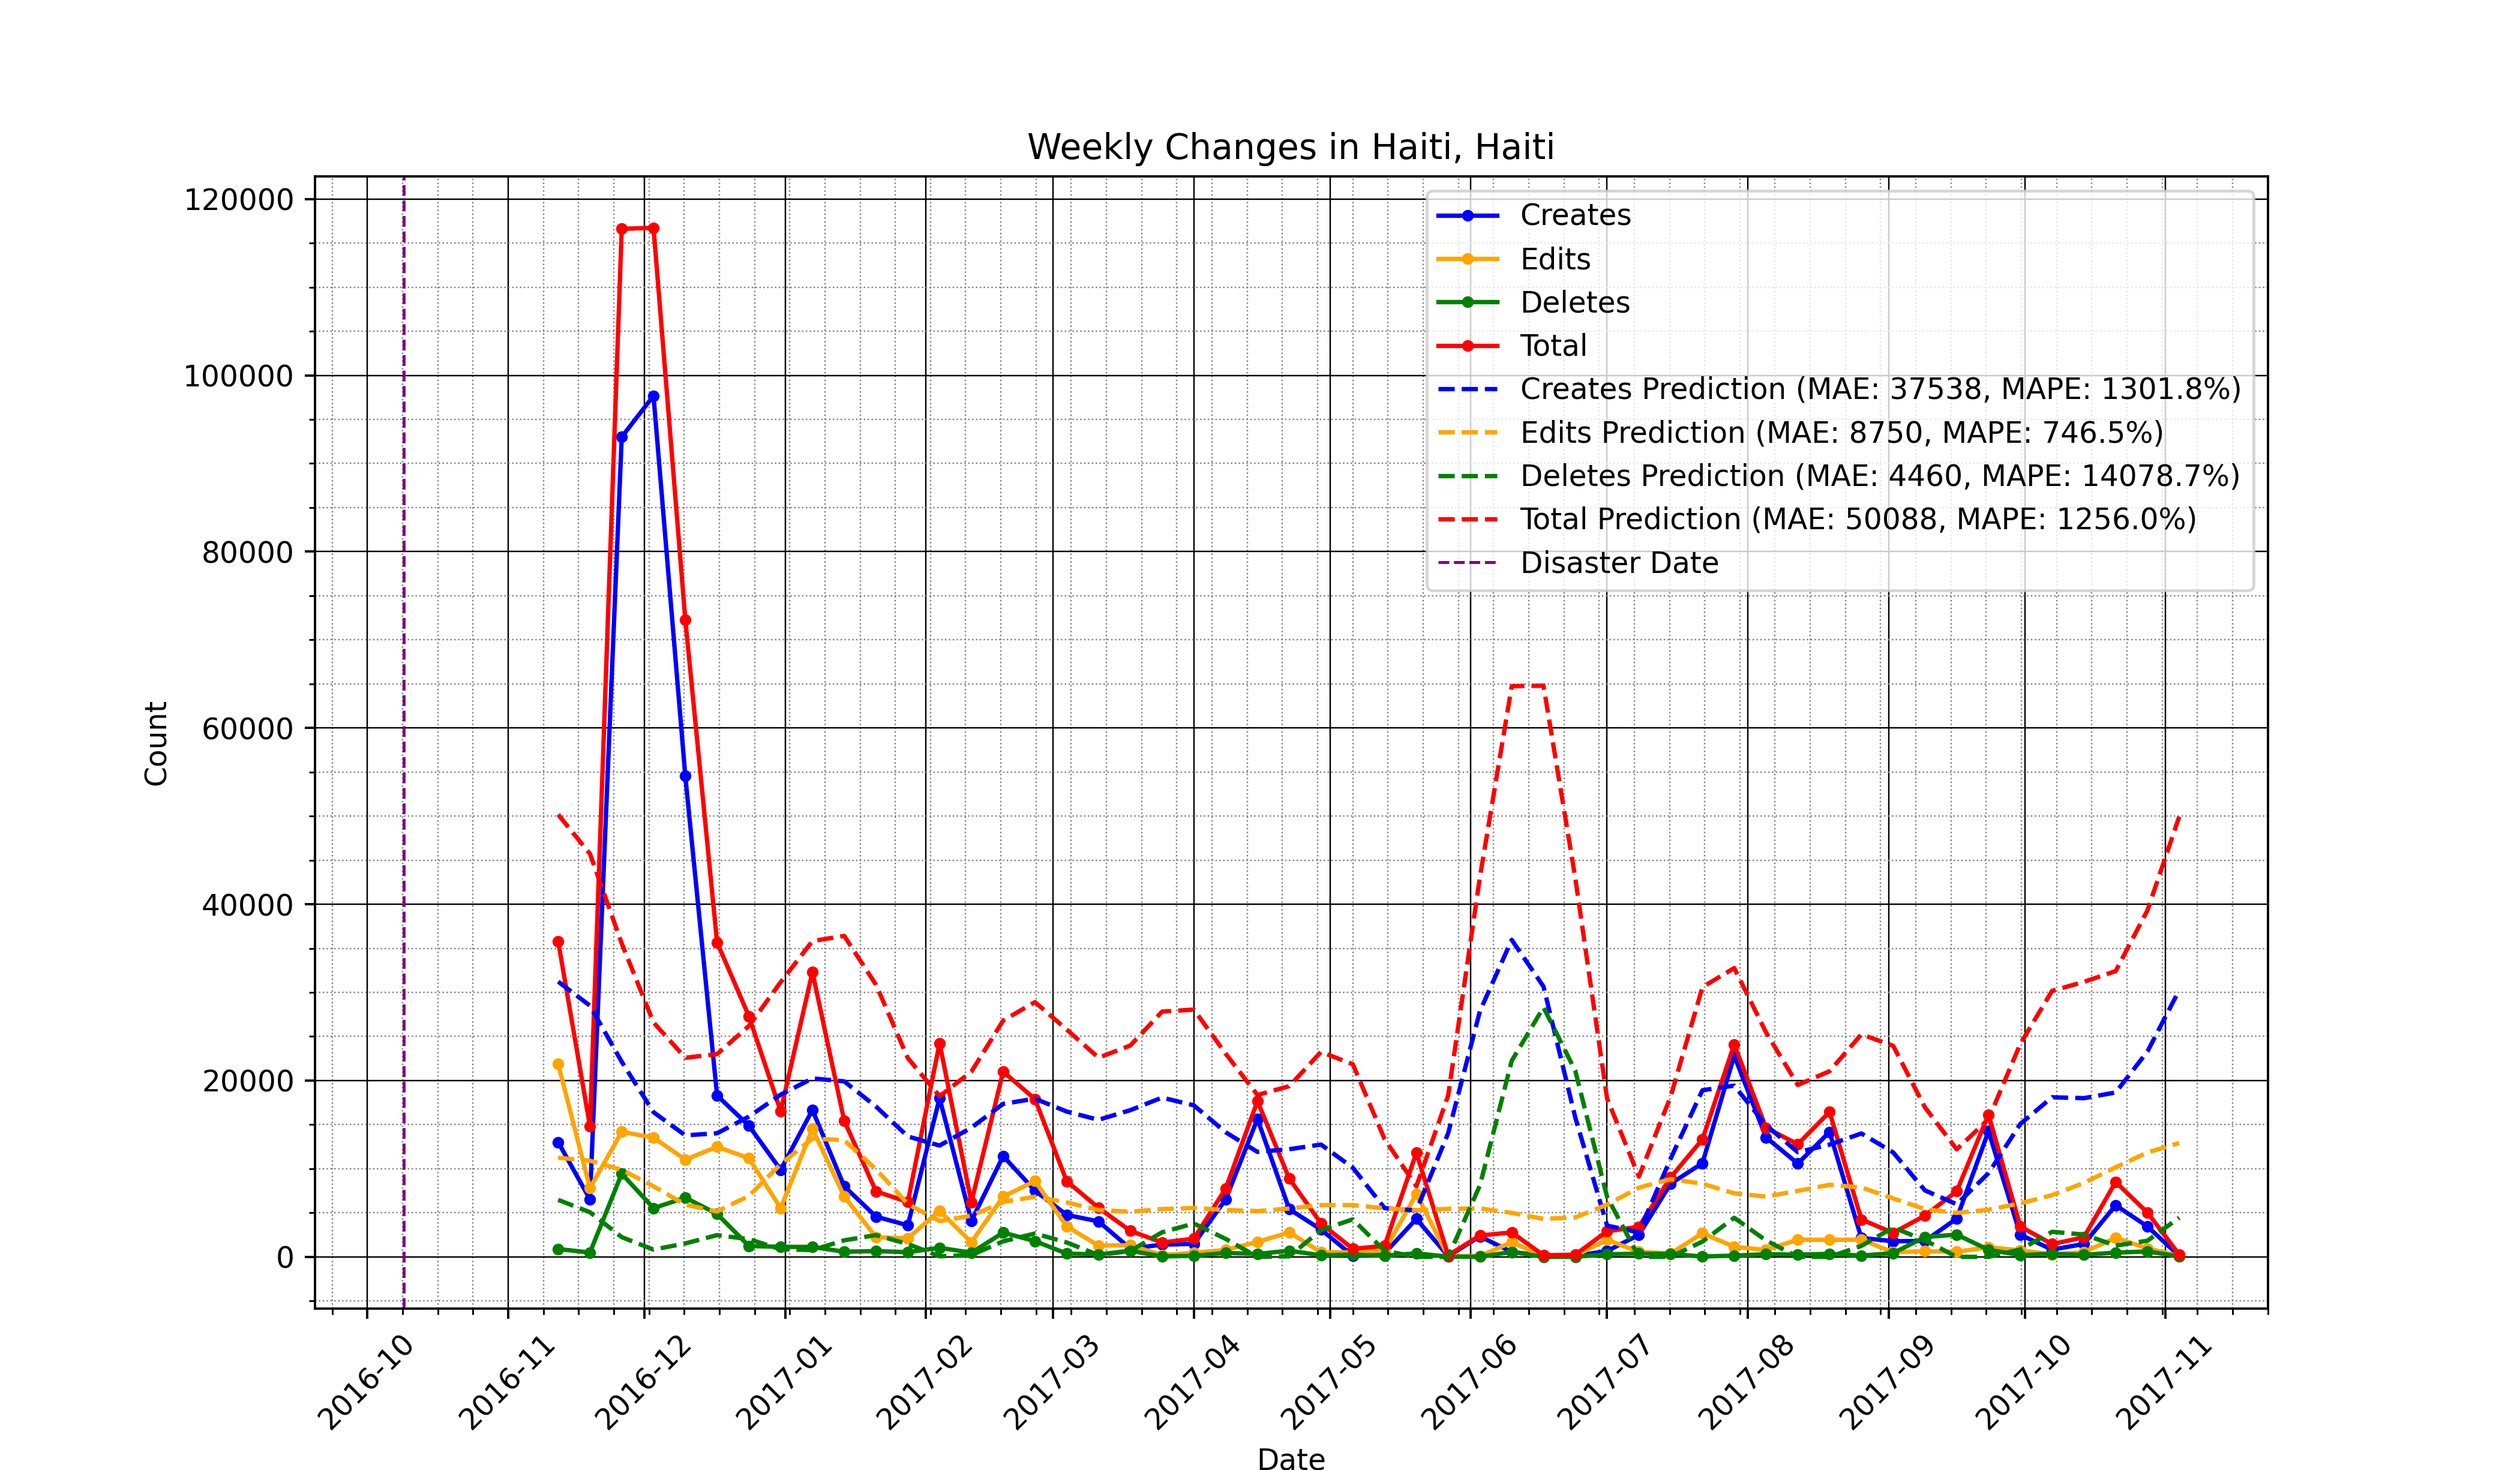 Weekly Changes in Haiti, Haiti
120000
100000
80000
60000
40000
20000
0
Count
Creates
Edits
Deletes
Total
Creates Prediction (MAE: 37538, MAPE: 1301.8%)
Edits Prediction (MAE: 8750, MAPE: 746.5%)
Deletes Prediction (MAE: 4460, MAPE: 14078.7%)
Total Prediction (MAE: 50088, MAPE: 1256.0%)
Disaster Date
2016-10
2016-11
2016-12
2017-01
2017-02
2017-03
2017-04
2017-05
2017-06
2017-07
2017-08
2017-09
2017-10
2017-11
Date